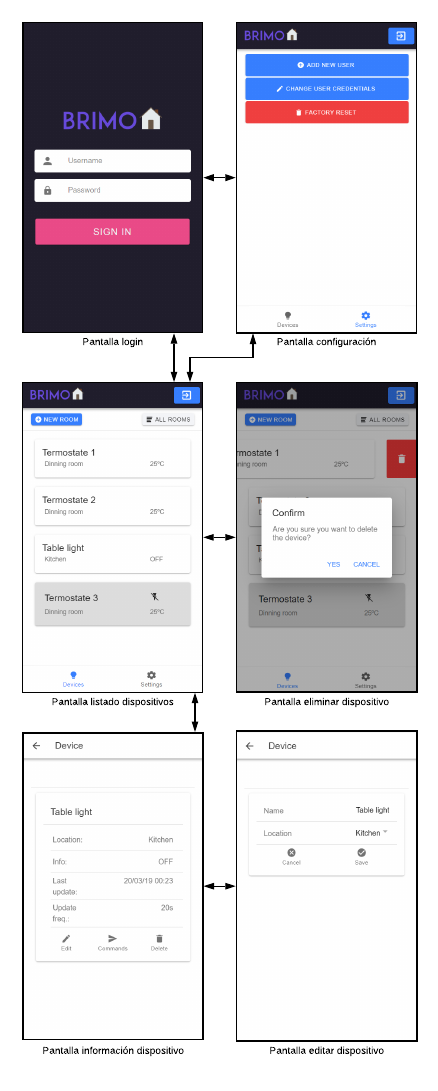 BRIMO
Username
Password
SIGN IN
Pantalla login
BRIMO
ADD NEW USER
CHANGE USER CREDENTIALS
FACTORY RESET
Devices
Settings
Pantalla configuración
BRIMO
NEW ROOM
ALL ROOMS
Termostate 1
Dinning room
25ºC
Termostate 2
Dinning room
25ºC
Table light
Kitchen
OFF
Termostate 3
Dinning room
25ºC
Devices
Settings
Pantalla listado dispositivos
BRIMO
NEW ROOM
ALL ROOMS
mostate 1
ng room
25ºC
Confirm
Are you sure you want to delete
the device?
YES
CANCEL
Termostate 3
Dinning room
25ºC
Devices
Settings
Pantalla eliminar dispositivo
Device
Table light
Location:
Kitchen
Info:
OFF
Last
update:
20/03/19 00:23
Update
freq.:
20s
Edit
Commands
Delete
Pantalla información dispositivo
Device
Name
Table light
Location
Kitchen
Cancel
Save
Pantalla editar dispositivo